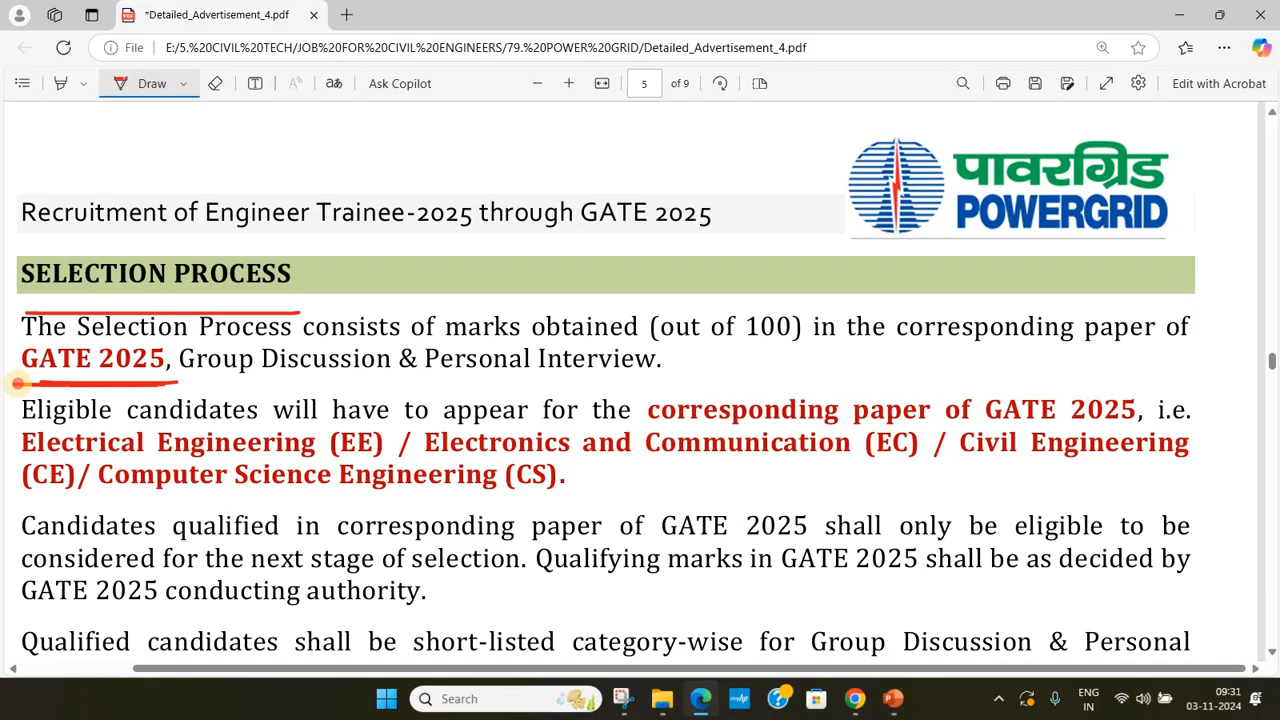 *Detailed_Advertisement_4.pdf
File
E:/5.%20CIVIL%20TECH/JOB%20FOR%20CIVIL%20ENGINEERS/79.%20POWER%20GRID/Detailed_Advertisement_4.pdf
Draw
aあ
Ask Copilot
5 of 9
Edit with Acrobat
पावरग्रिड
POWERGRID
Recruitment of Engineer Trainee-2025 through GATE 2025
SELECTION PROCESS
The Selection Process consists of marks obtained (out of 100) in the corresponding paper of
GATE 2025, Group Discussion & Personal Interview.
Eligible candidates will have to appear for the corresponding paper of GATE 2025, i.e.
Electrical Engineering (EE) / Electronics and Communication (EC) / Civil Engineering
(CE)/ Computer Science Engineering (CS).
Candidates qualified in corresponding paper of GATE 2025 shall only be eligible to be
considered for the next stage of selection. Qualifying marks in GATE 2025 shall be as decided by
GATE 2025 conducting authority.
Qualified candidates shall be short-listed category-wise for Group Discussion & Personal
Search
ENG
IN
09:31
03-11-2024